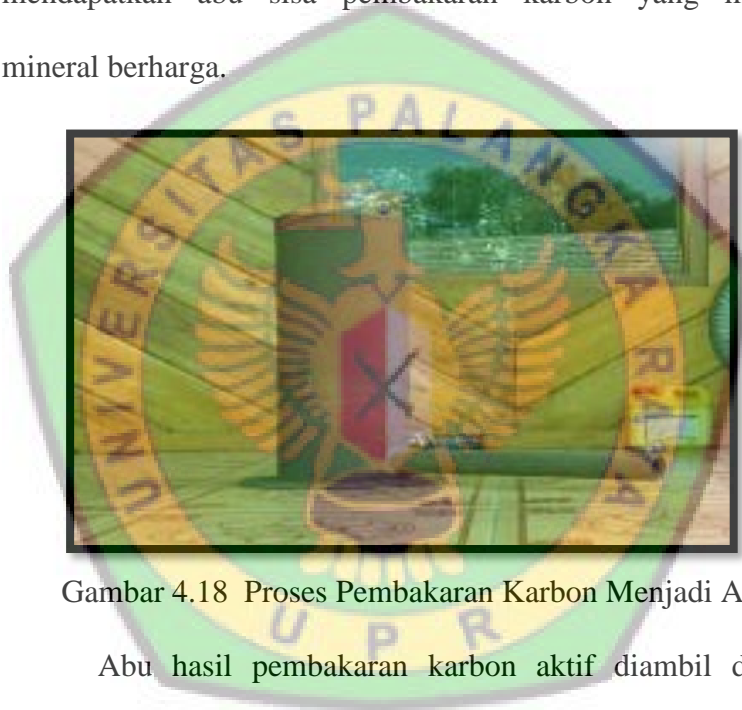 mendapatkan abu sisa pembakaran karbon yang
mineral berharga.
UNIVERSITAS PALANGKA RAYA
Gambar 4.18 Proses Pembakaran Karbon Menjadi
UPR
Abu hasil pembakaran karbon aktif diambil